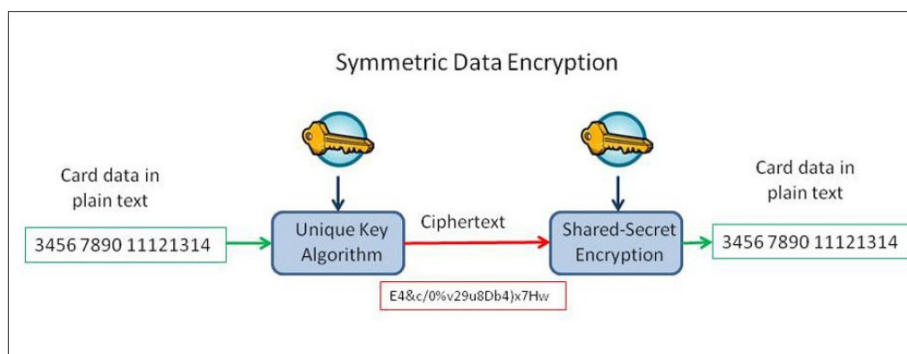 Symmetric Data Encryption
Card data in
plain text
3456 7890 11121314
Unique Key
Algorithm
Ciphertext
E4&c/0%v29u8Db4)x7Hw
Shared-Secret
Encryption
Card data in
plain text
3456 7890 11121314